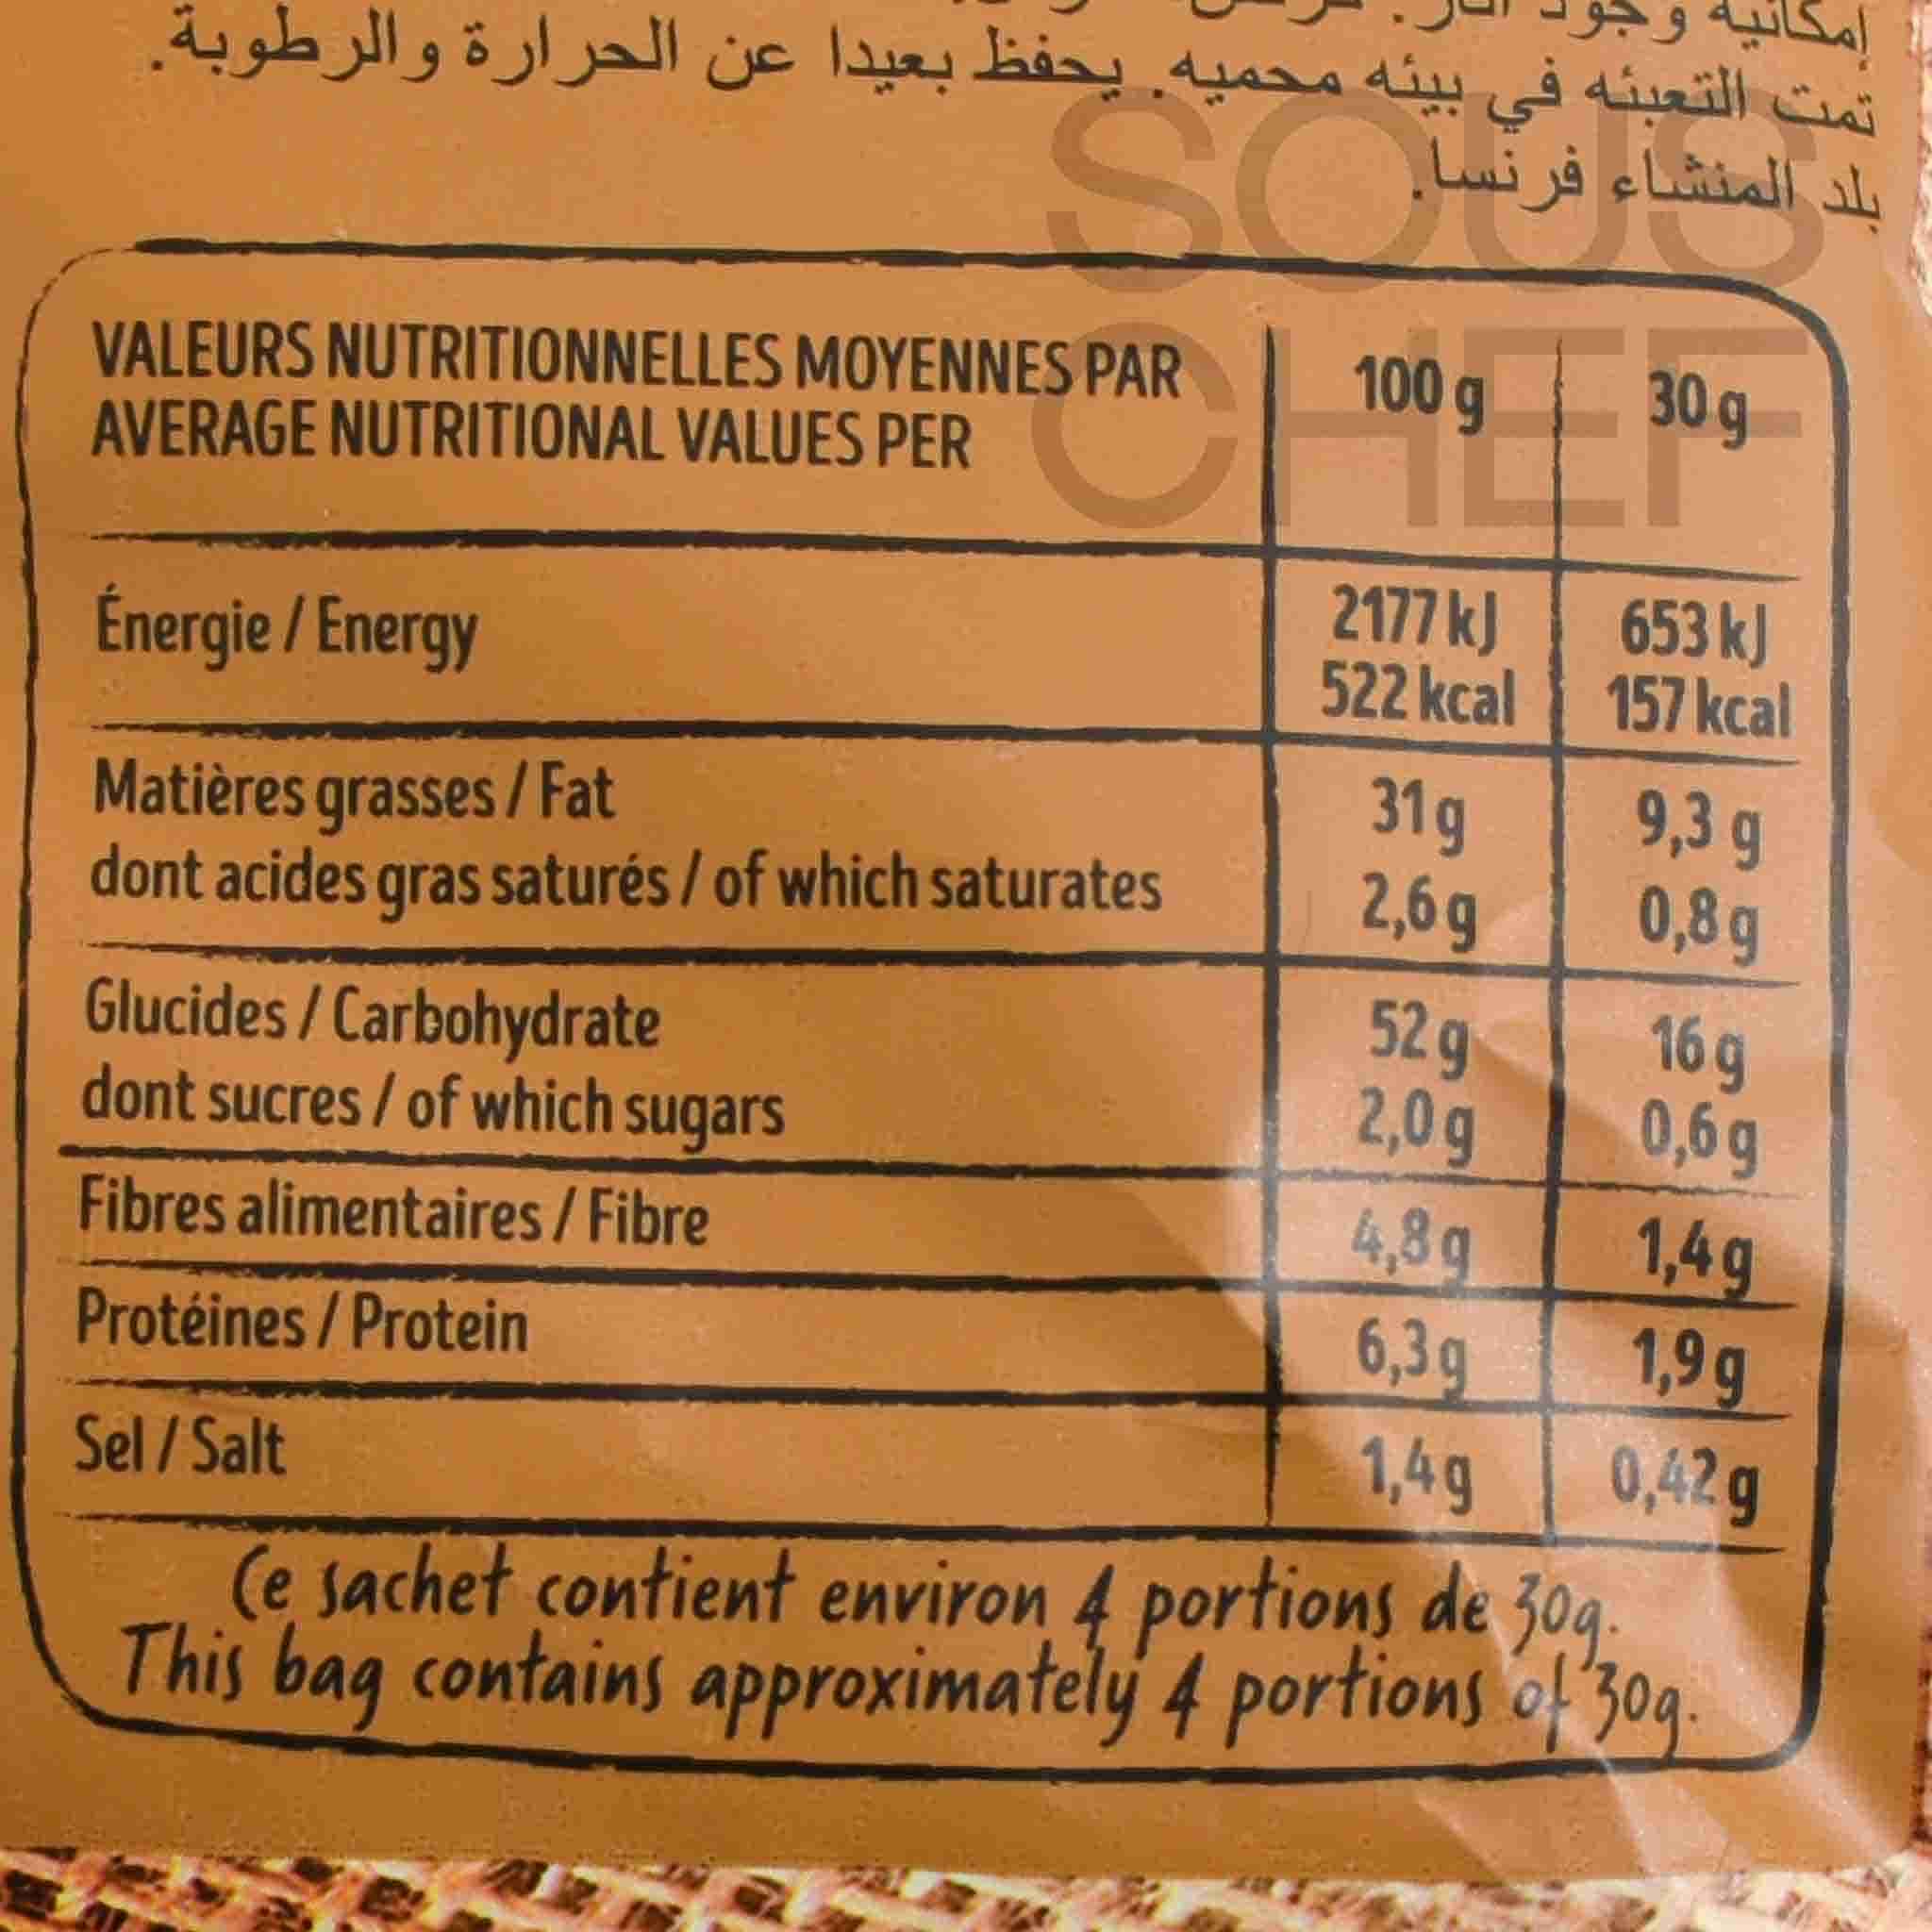 إمكانية وجود
تمت التعبئه في بيئه محميه. يحفظ بعيدا عن الحرارة والرطوبة.
بلد المنشاء فرنسا.
SOUS
CHEF
VALEURS NUTRITIONNELLES MOYENNES PAR
AVERAGE NUTRITIONAL VALUES PER
100 g
30 g
Énergie / Energy
2177 kJ
522 kcal
653 kJ
157 kcal
Matières grasses / Fat 31 g 9,3 g
dont acides gras saturés / of which saturates 2,6 g 0,8 g
Glucides / Carbohydrate 52 g 16 g
dont sucres / of which sugars 2,0 g 0,6 g
Fibres alimentaires / Fibre 4,8 g 1,4 g
Protéines / Protein 6,3 g 1,9 g
Sel / Salt 1,4 g 0,42 g
Ce sachet contient environ 4 portions de 30g.
This bag contains approximately 4 portions of 30g.